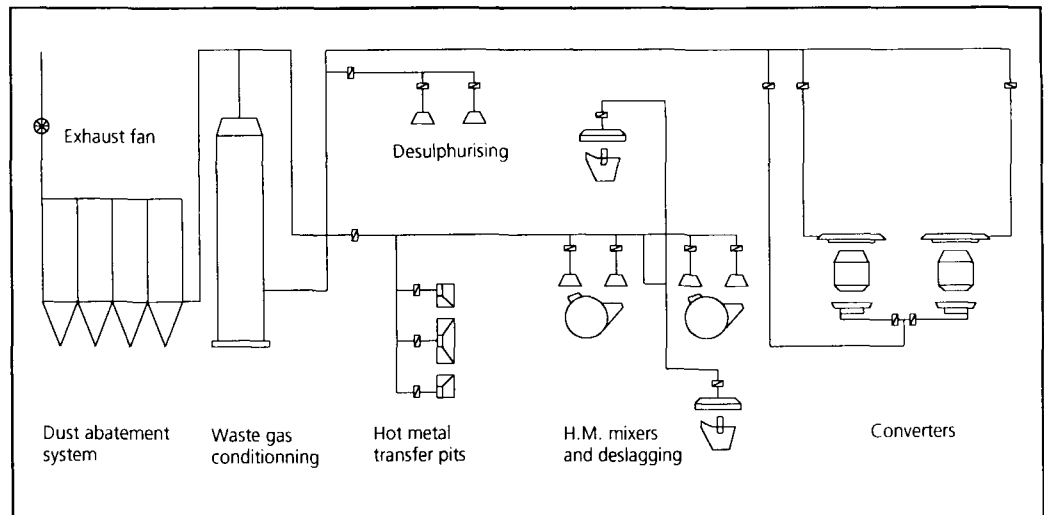 Exhaust fan
Desulphurising
Dust abatement
system
Waste gas
conditionning
Hot metal
transfer pits
H.M. mixers
and deslagging
Converters